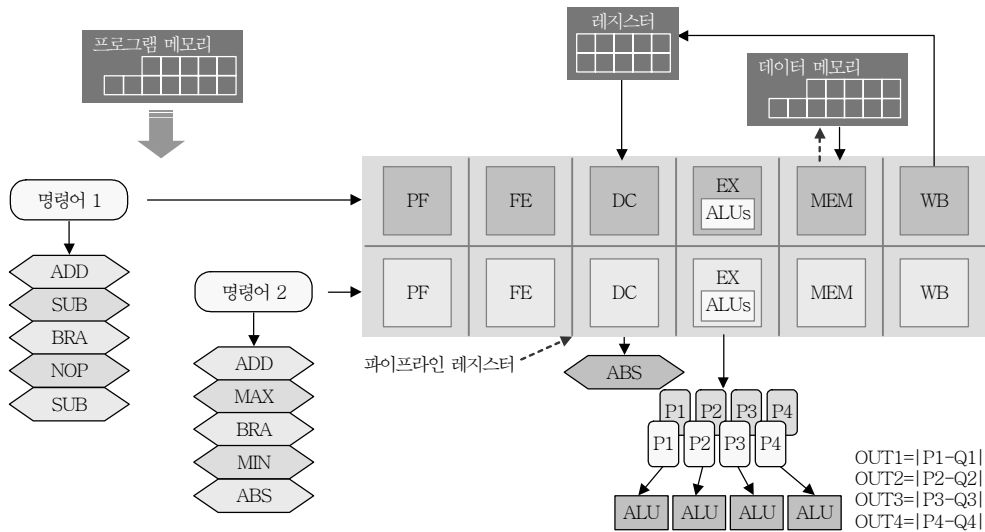 프로그램 메모리
레지스터
데이터 메모리
명령어 1
PF
FE
DC
EX
ALUs
MEM
WB
ADD
SUB
BRA
NOP
SUB
명령어 2
PF
FE
DC
EX
ALUs
MEM
WB
ADD
MAX
BRA
MIN
ABS
파이프라인 레지스터
ABS
P1 P2 P3 P4
P1 P2 P3 P4
ALU ALU ALU ALU
OUT1=|P1-Q1|
OUT2=|P2-Q2|
OUT3=|P3-Q3|
OUT4=|P4-Q4|